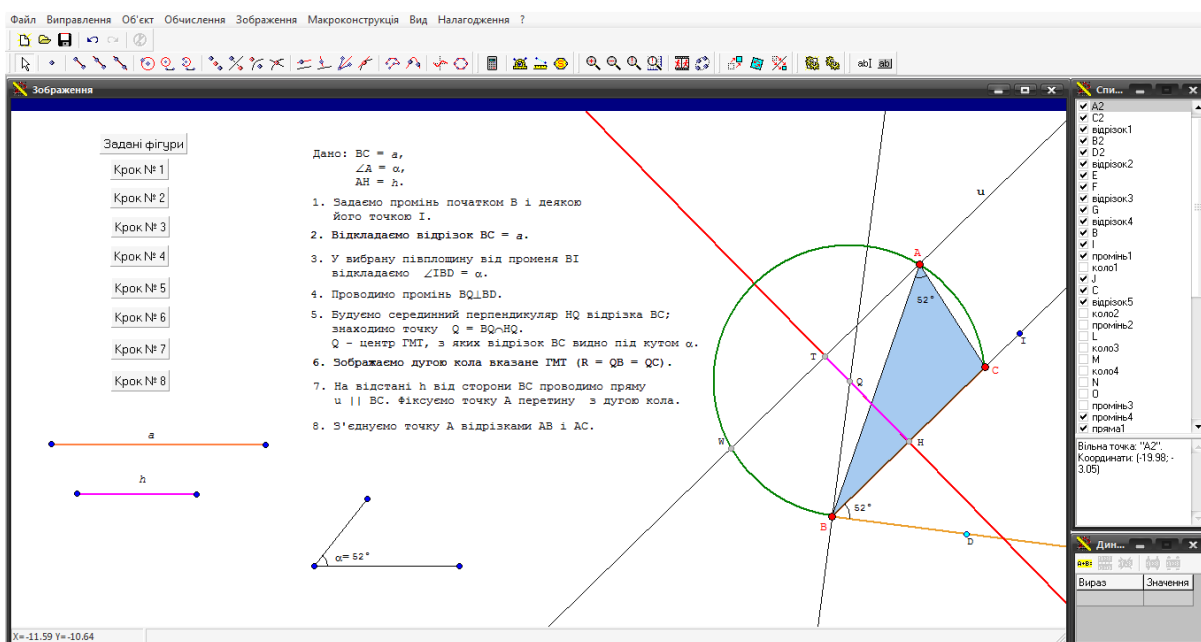 Файл Виправлення Об'єкт Обчислення Зображення Макроконструкція Вид Налагодження ?
abI ab|
Зображення
Задані фігури
Крок № 1
Крок № 2
Крок № 3
Крок № 4
Крок № 5
Крок № 6
Крок № 7
Крок № 8
Дано: BC = a,
∠A = α,
AH = h.
1. Задаємо промінь початком B і деякою
його точкою I.
2. Відкладаємо відрізок BC = a.
3. У вибрану півплощину від променя BI
відкладаємо ∠IBD = α.
4. Проводимо промінь BQ⊥BD.
5. Будуємо серединний перпендикуляр HQ відрізка BC;
знаходимо точку Q = BQ∩HQ.
Q - центр ГМТ, з яких відрізок BC видно під кутом α.
6. Зображаємо дугою кола вказане ГМТ (R = QB = QC).
7. На відстані h від сторони BC проводимо пряму
u || BC. Фіксуємо точку A перетину з дугою кола.
8. З'єднуємо точку A відрізками AB і AC.
a
h
α=52°
u
A
52°
I
T
C
Q
W
H
52°
B
D
Спи...
A2
C2
відрізок1
B2
D2
відрізок2
E
F
відрізок3
G
відрізок4
B
I
промінь1
коло1
J
C
відрізок5
коло2
промінь2
L
коло3
M
коло4
N
O
промінь3
промінь4
пряма1
Вільна точка: "A2".
Координати: (-19.98; -
3.05)
Дин...
A+B=
Вираз Значення
X=-11.59 Y=-10.64